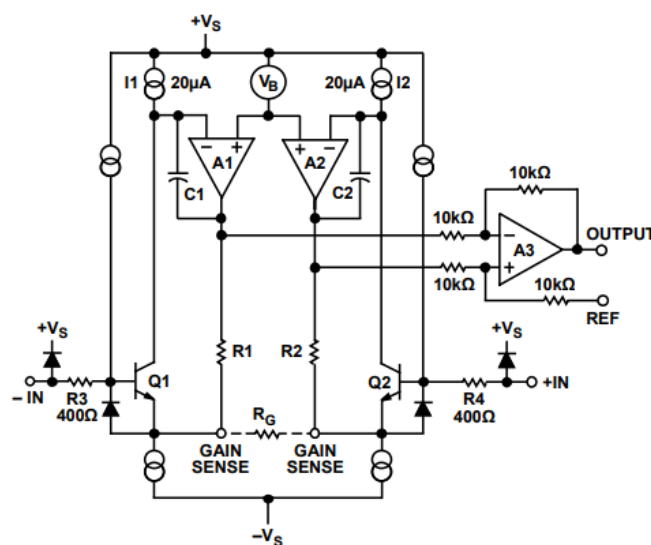 +VS
I1 20µA VB 20µA I2
− + + −
A1 A2
C1 C2
10kΩ
10kΩ − OUTPUT
A3
10kΩ + 10kΩ
REF
+VS +VS
R1 R2
− IN R3 Q1 Q2 R4 +IN
400Ω 400Ω
RG
GAIN SENSE GAIN SENSE
−VS